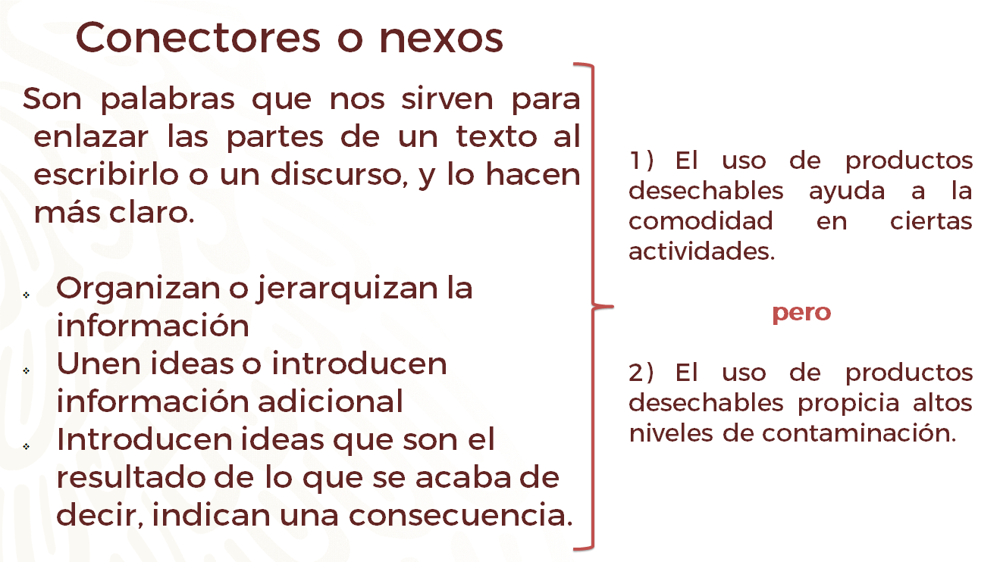 Conectores o nexos
Son palabras que nos sirven para
enlazar las partes de un texto al
escribirlo o un discurso, y lo hacen
más claro.
Organizan o jerarquizan la
información
Unen ideas o introducen
información adicional
Introducen ideas que son el
resultado de lo que se acaba de
decir, indican una consecuencia.
1) El uso de productos
desechables ayuda a la
comodidad en ciertas
actividades.
pero
2) El uso de productos
desechables propicia altos
niveles de contaminación.